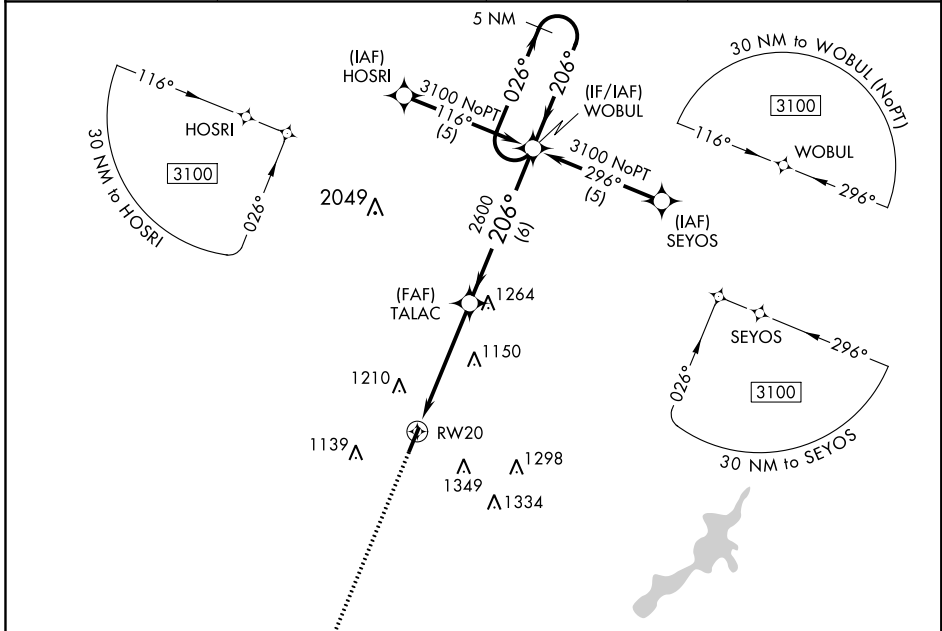 5 NM
026°
206°
(IAF)
HOSRI
3100 NoPT
116°
(5)
(IF/IAF)
WOBUL
3100 NoPT
296°
(5)
(IAF)
SEYOS
116°
HOSRI
3100
026°
30 NM to HOSRI
30 NM to WOBUL (NoPT)
3100
116°
WOBUL
296°
2049
2600
206°
(6)
(FAF)
TALAC
1264
1150
1210
RW20
1139
1298
1349
1334
SEYOS
296°
026°
3100
30 NM to SEYOS